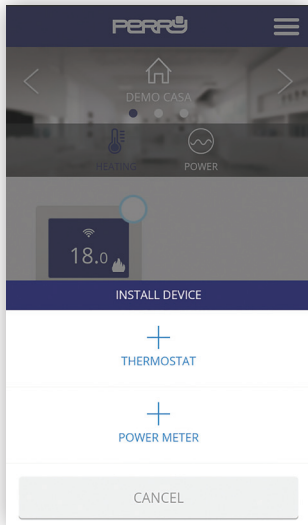 PERRY
DEMO CASA
HEATING
POWER
18.0
INSTALL DEVICE
THERMOSTAT
POWER METER
CANCEL